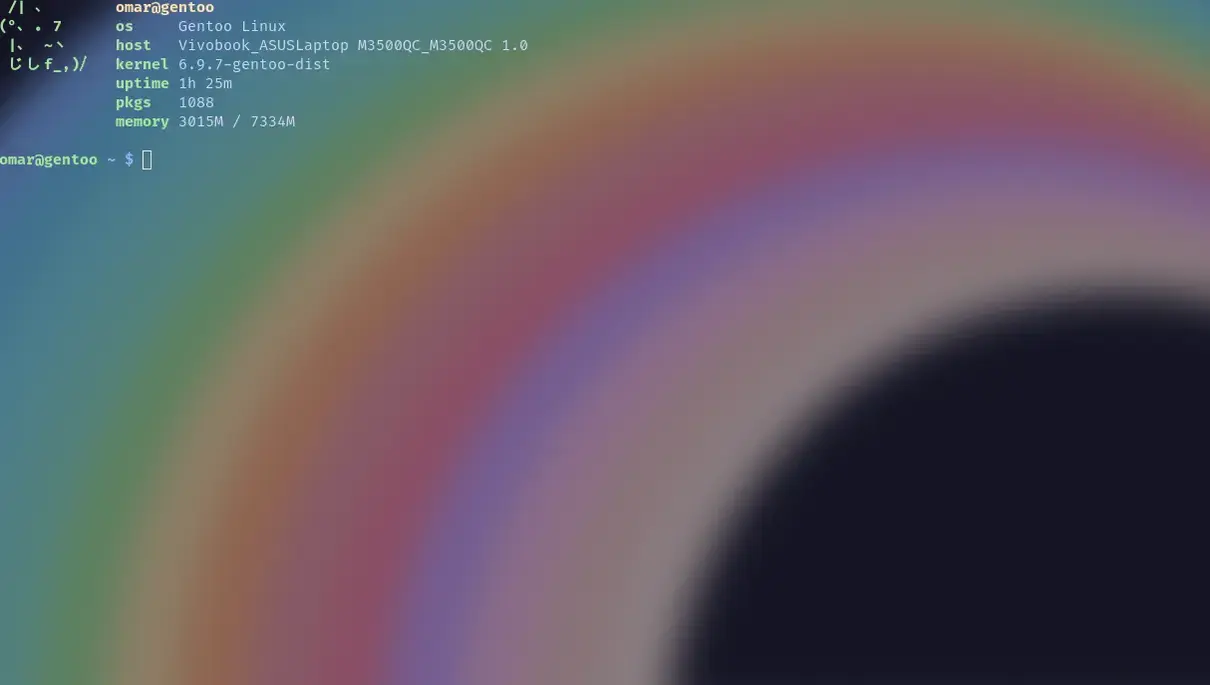 ／|、 omar@gentoo
(°、。7 os Gentoo Linux
|、 ~ヽ host Vivobook_ASUSLaptop M3500QC_M3500QC 1.0
じしf_,)/ kernel 6.9.7-gentoo-dist
uptime 1h 25m
pkgs 1088
memory 3015M / 7334M
omar@gentoo ~ $